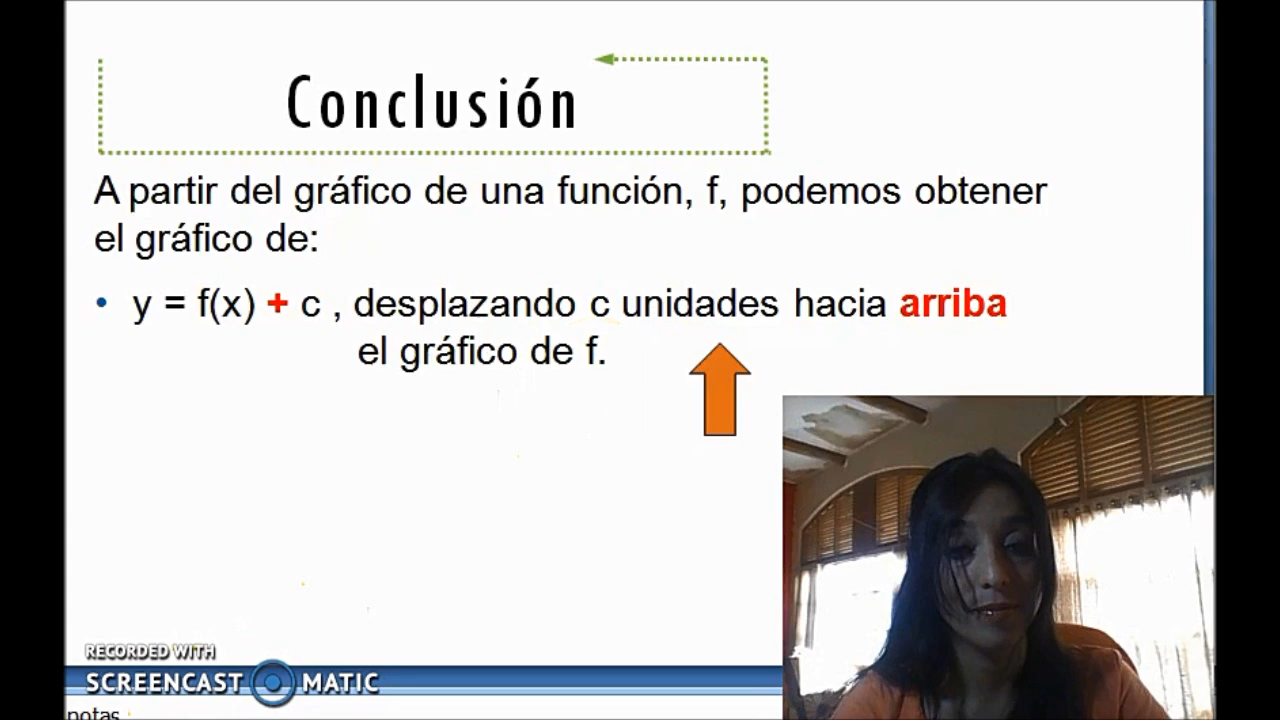 Conclusión
A partir del gráfico de una función, f, podemos obtener
el gráfico de:
• y = f(x) + c , desplazando c unidades hacia arriba
el gráfico de f.
RECORDED WITH
SCREENCAST MATIC
notas